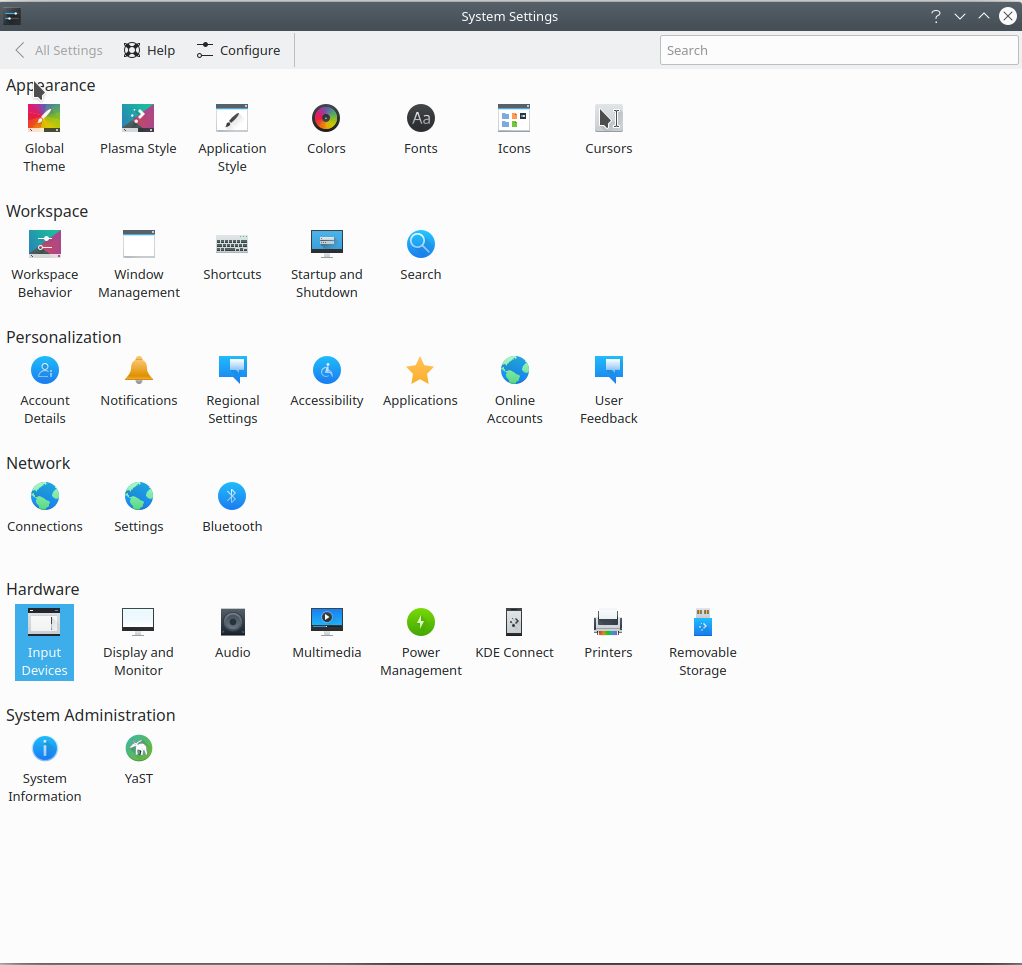 System Settings
?
All Settings Help Configure Search
Appearance
Global Theme
Plasma Style
Application Style
Colors
Aa
Fonts
Icons
Cursors
Workspace
Workspace Behavior
Window Management
Shortcuts
Startup and Shutdown
Search
Personalization
Account Details
Notifications
Regional Settings
Accessibility
Applications
Online Accounts
User Feedback
Network
Connections
Settings
Bluetooth
Hardware
Input Devices
Display and Monitor
Audio
Multimedia
Power Management
KDE Connect
Printers
Removable Storage
System Administration
System Information
YaST